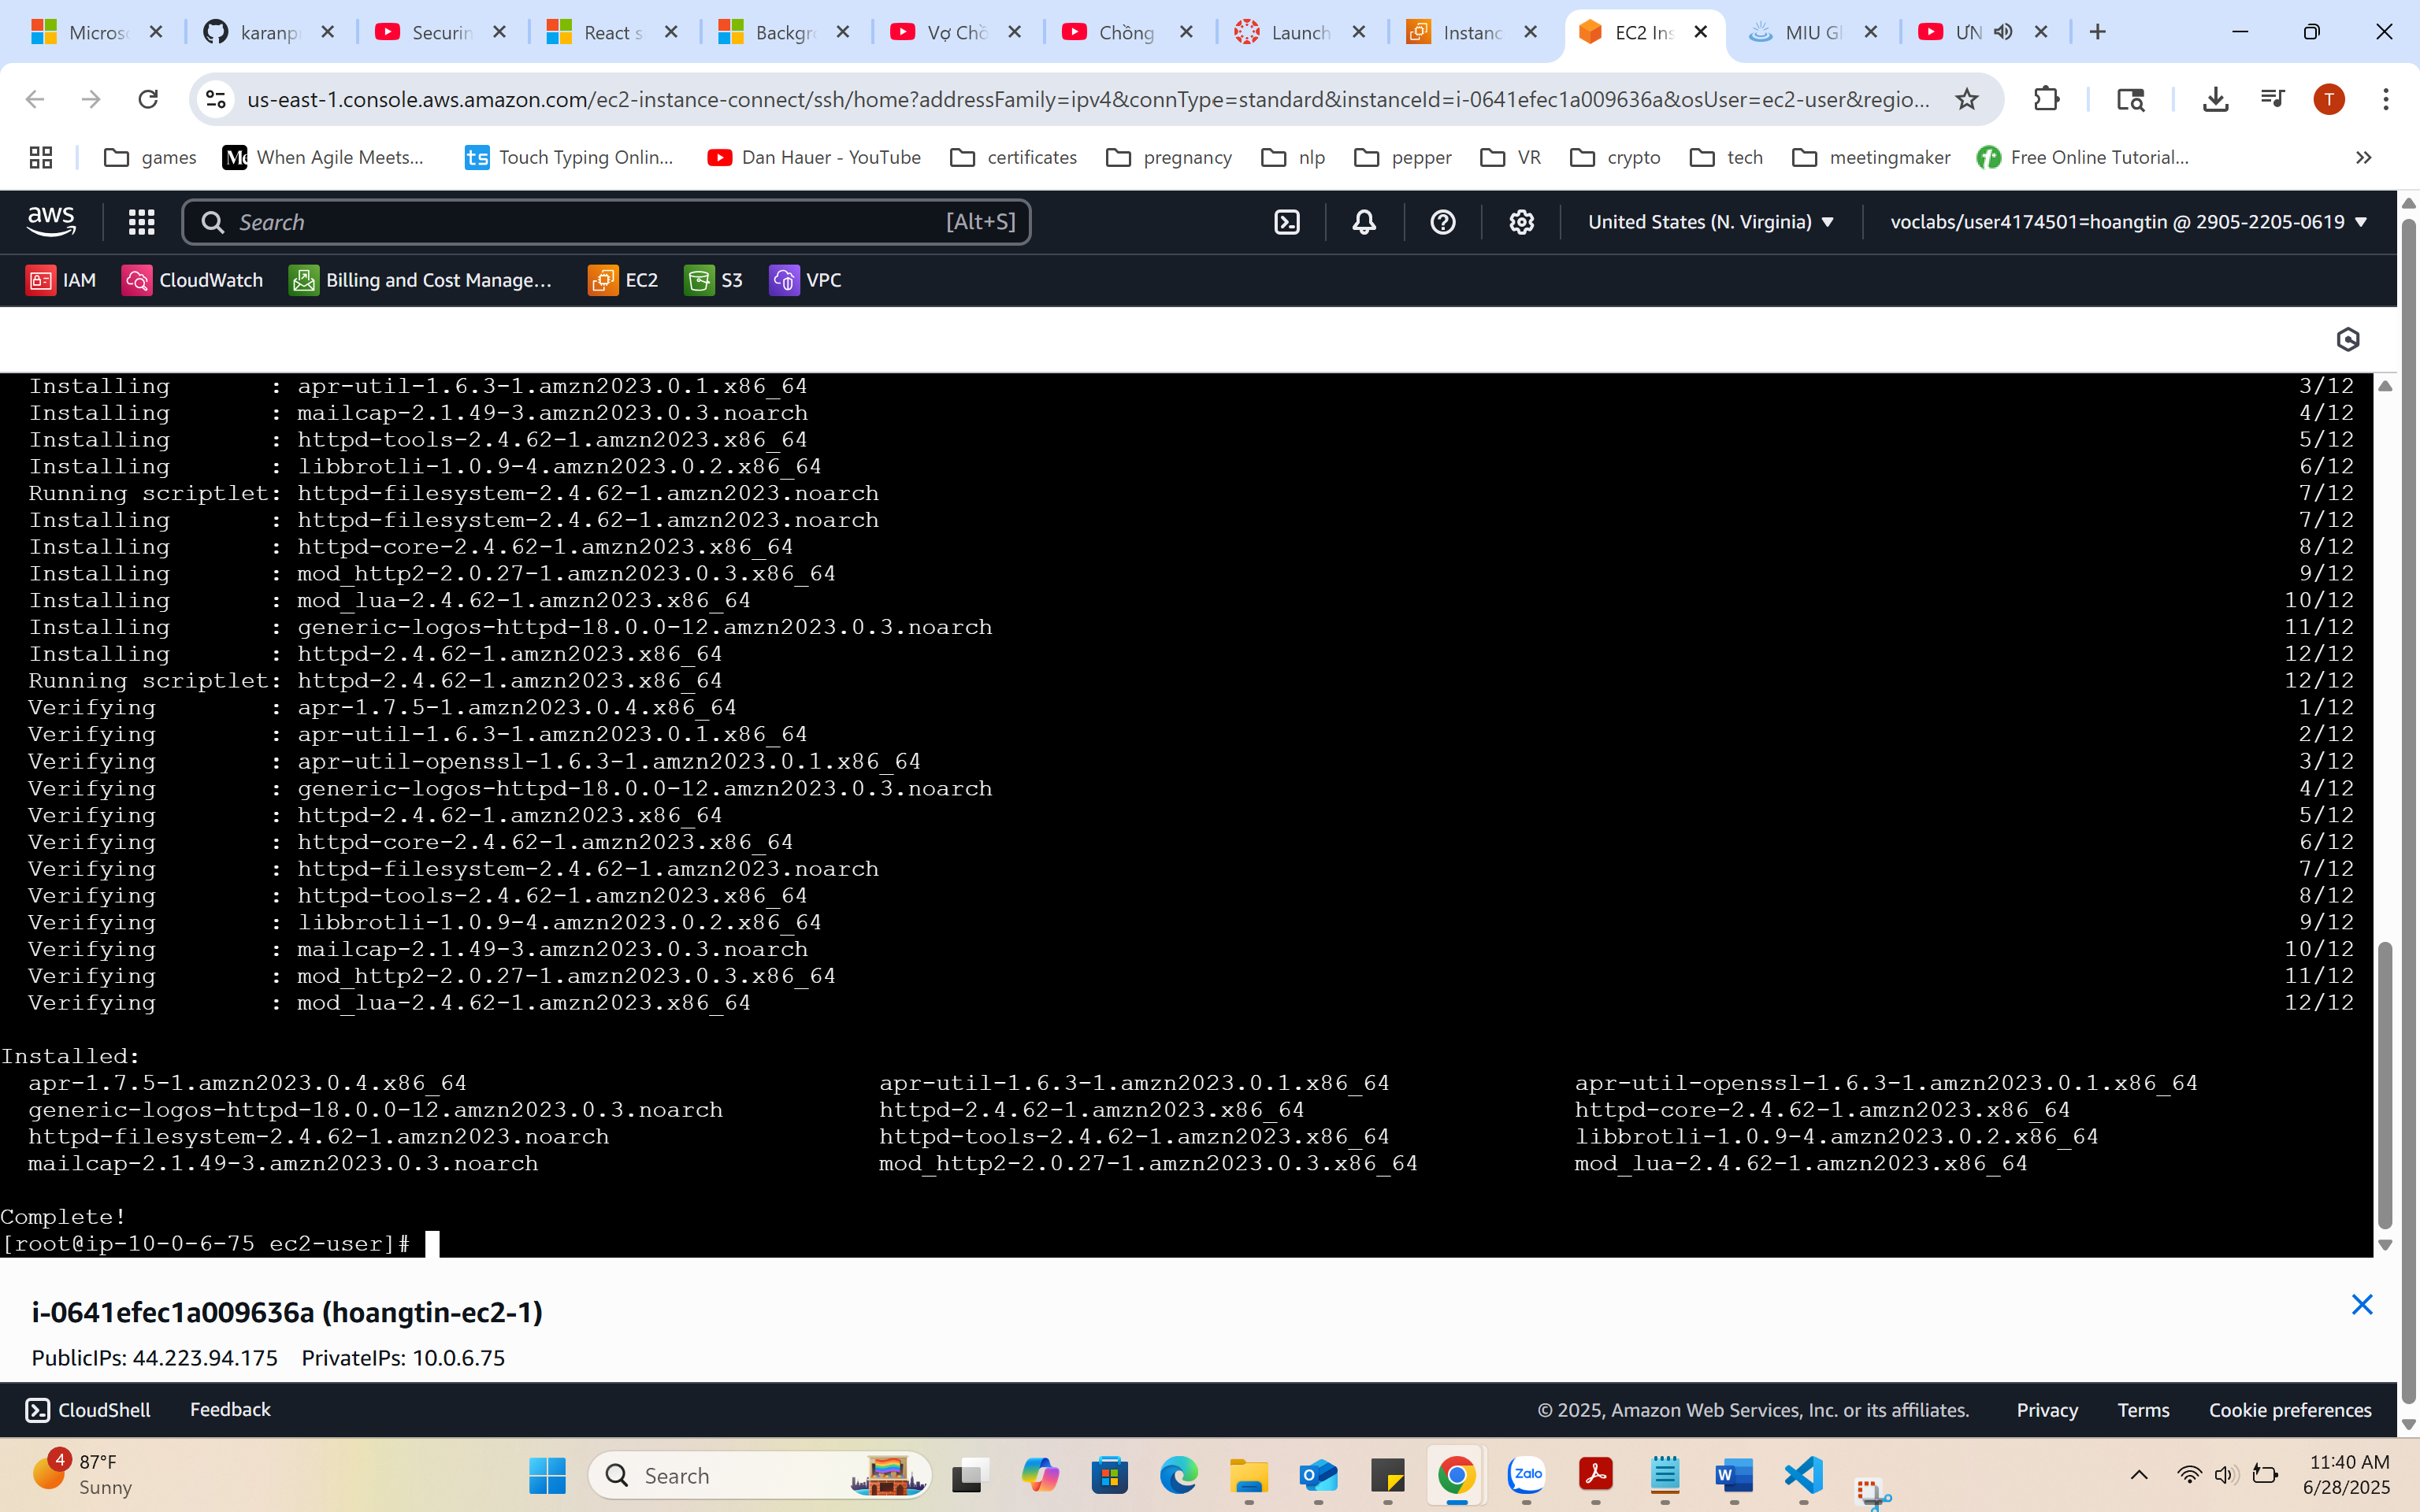 Micros
karanp
Securin
React s
Backgr
Vợ Chồ
Chồng
Launch
Instanc
EC2 Ins
MIU Gl
ƯN
us-east-1.console.aws.amazon.com/ec2-instance-connect/ssh/home?addressFamily=ipv4&connType=standard&instanceId=i-0641efec1a009636a&osUser=ec2-user&regio...
T
games
When Agile Meets...
ts Touch Typing Onlin...
Dan Hauer - YouTube
certificates
pregnancy
nlp
pepper
VR
crypto
tech
meetingmaker
Free Online Tutorial...
aws
Search [Alt+S]
United States (N. Virginia)
voclabs/user4174501=hoangtin @ 2905-2205-0619
IAM
CloudWatch
Billing and Cost Manage...
EC2
S3
VPC
Installing : apr-util-1.6.3-1.amzn2023.0.1.x86_64 3/12
Installing : mailcap-2.1.49-3.amzn2023.0.3.noarch 4/12
Installing : httpd-tools-2.4.62-1.amzn2023.x86_64 5/12
Installing : libbrotli-1.0.9-4.amzn2023.0.2.x86_64 6/12
Running scriptlet: httpd-filesystem-2.4.62-1.amzn2023.noarch 7/12
Installing : httpd-filesystem-2.4.62-1.amzn2023.noarch 7/12
Installing : httpd-core-2.4.62-1.amzn2023.x86_64 8/12
Installing : mod_http2-2.0.27-1.amzn2023.0.3.x86_64 9/12
Installing : mod_lua-2.4.62-1.amzn2023.x86_64 10/12
Installing : generic-logos-httpd-18.0.0-12.amzn2023.0.3.noarch 11/12
Installing : httpd-2.4.62-1.amzn2023.x86_64 12/12
Running scriptlet: httpd-2.4.62-1.amzn2023.x86_64 12/12
Verifying : apr-1.7.5-1.amzn2023.0.4.x86_64 1/12
Verifying : apr-util-1.6.3-1.amzn2023.0.1.x86_64 2/12
Verifying : apr-util-openssl-1.6.3-1.amzn2023.0.1.x86_64 3/12
Verifying : generic-logos-httpd-18.0.0-12.amzn2023.0.3.noarch 4/12
Verifying : httpd-2.4.62-1.amzn2023.x86_64 5/12
Verifying : httpd-core-2.4.62-1.amzn2023.x86_64 6/12
Verifying : httpd-filesystem-2.4.62-1.amzn2023.noarch 7/12
Verifying : httpd-tools-2.4.62-1.amzn2023.x86_64 8/12
Verifying : libbrotli-1.0.9-4.amzn2023.0.2.x86_64 9/12
Verifying : mailcap-2.1.49-3.amzn2023.0.3.noarch 10/12
Verifying : mod_http2-2.0.27-1.amzn2023.0.3.x86_64 11/12
Verifying : mod_lua-2.4.62-1.amzn2023.x86_64 12/12
Installed:
apr-1.7.5-1.amzn2023.0.4.x86_64 apr-util-1.6.3-1.amzn2023.0.1.x86_64 apr-util-openssl-1.6.3-1.amzn2023.0.1.x86_64
generic-logos-httpd-18.0.0-12.amzn2023.0.3.noarch httpd-2.4.62-1.amzn2023.x86_64 httpd-core-2.4.62-1.amzn2023.x86_64
httpd-filesystem-2.4.62-1.amzn2023.noarch httpd-tools-2.4.62-1.amzn2023.x86_64 libbrotli-1.0.9-4.amzn2023.0.2.x86_64
mailcap-2.1.49-3.amzn2023.0.3.noarch mod_http2-2.0.27-1.amzn2023.0.3.x86_64 mod_lua-2.4.62-1.amzn2023.x86_64
Complete!
[root@ip-10-0-6-75 ec2-user]#
i-0641efec1a009636a (hoangtin-ec2-1)
PublicIPs: 44.223.94.175 PrivateIPs: 10.0.6.75
CloudShell
Feedback
© 2025, Amazon Web Services, Inc. or its affiliates.
Privacy
Terms
Cookie preferences
4
87°F
Sunny
Search
Zalo
11:40 AM
6/28/2025